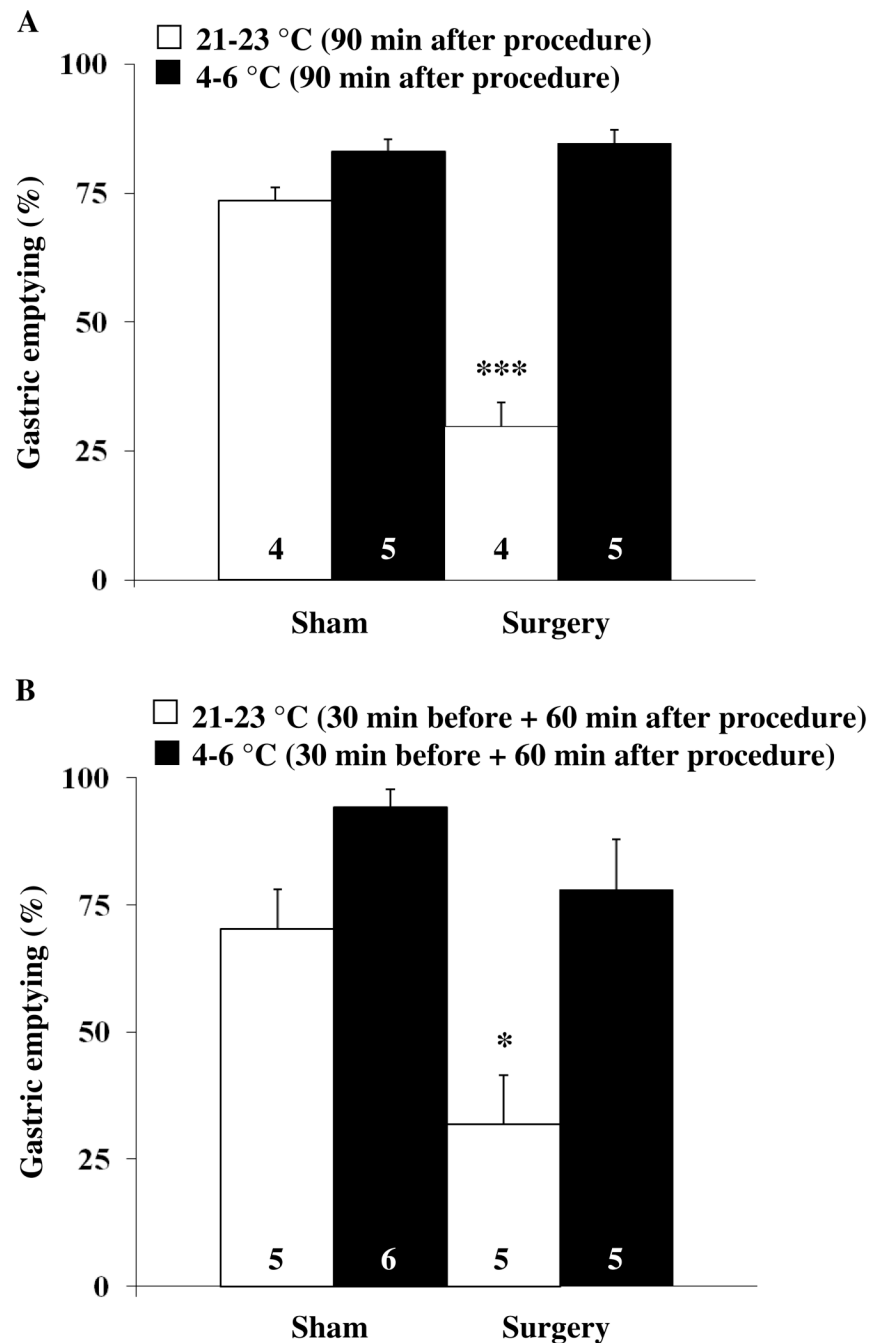 A
21-23 °C (90 min after procedure)
4-6 °C (90 min after procedure)
100
75
50
25
0
Gastric emptying (%)
***
4 5 4 5
Sham Surgery
B
21-23 °C (30 min before + 60 min after procedure)
4-6 °C (30 min before + 60 min after procedure)
100
75
50
25
0
Gastric emptying (%)
*
5 6 5 5
Sham Surgery